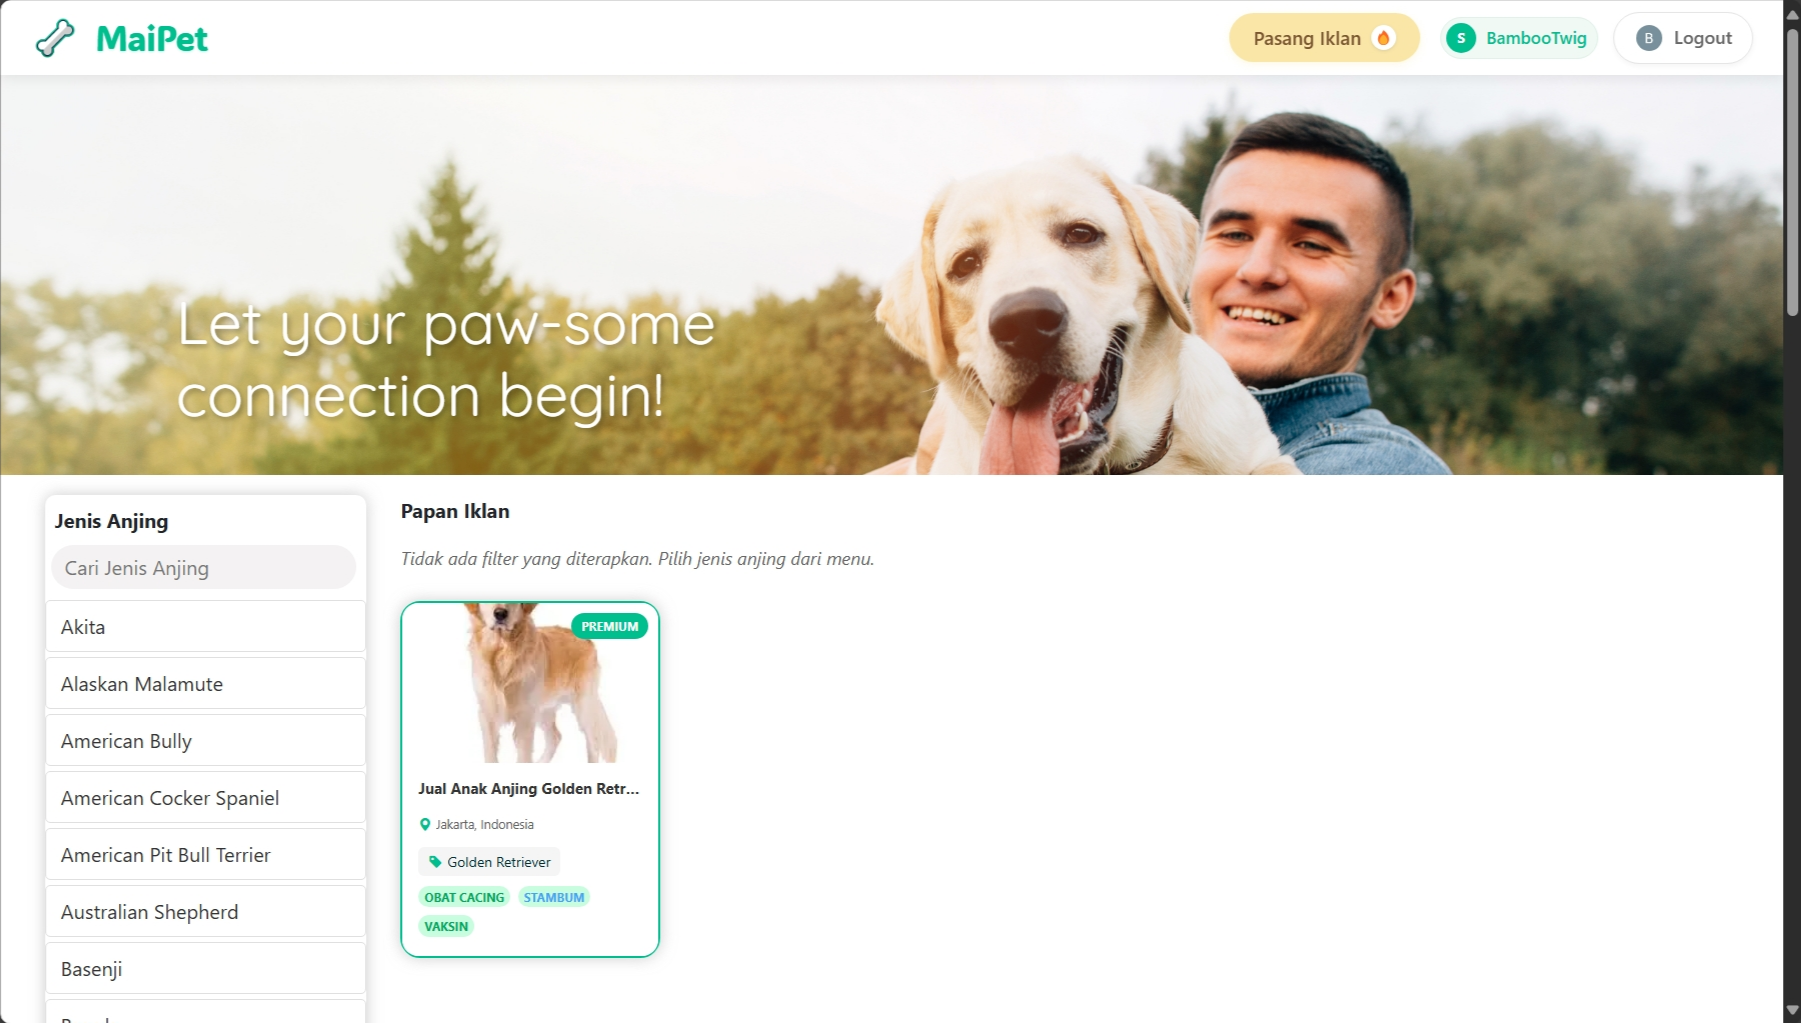 MaiPet
Pasang Iklan
S
BambooTwig
B
Logout
Let your paw-some
connection begin!
Jenis Anjing
Cari Jenis Anjing
Akita
Alaskan Malamute
American Bully
American Cocker Spaniel
American Pit Bull Terrier
Australian Shepherd
Basenji
Papan Iklan
Tidak ada filter yang diterapkan. Pilih jenis anjing dari menu.
PREMIUM
Jual Anak Anjing Golden Retr...
Jakarta, Indonesia
Golden Retriever
OBAT CACING
STAMBUM
VAKSIN